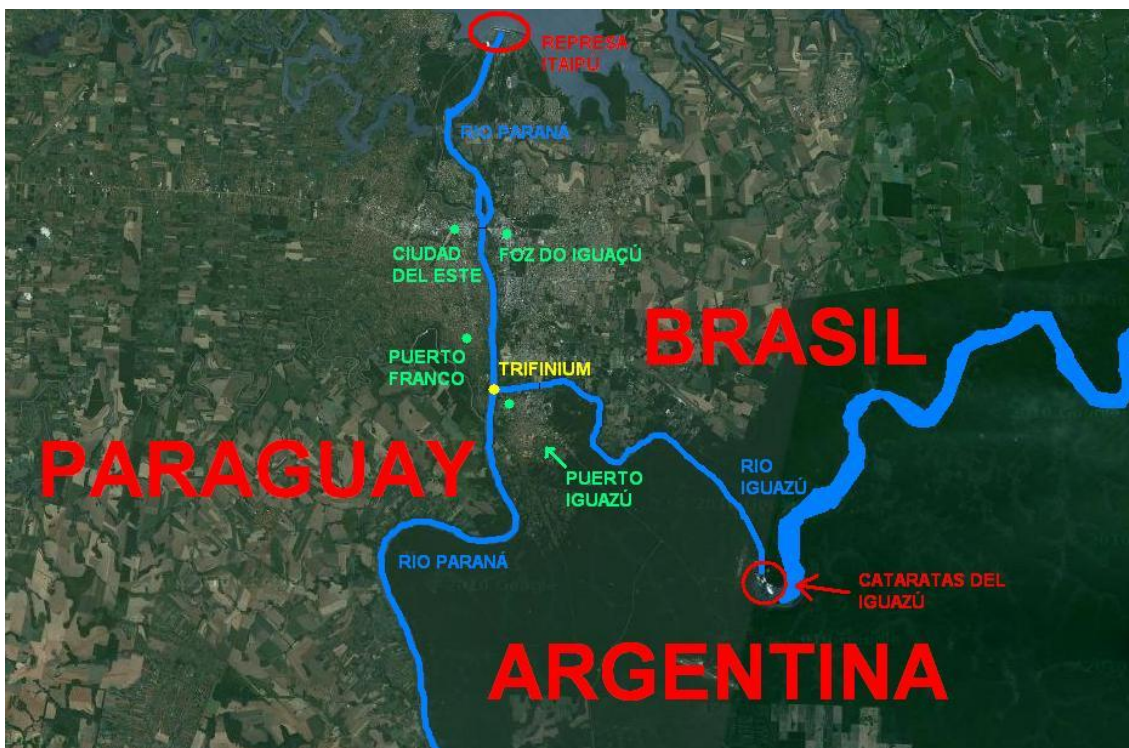 REPRESA
ITAIPU
RIO PARANÁ
CIUDAD
DEL ESTE
FOZ DO IGUAÇÚ
BRASIL
PUERTO
FRANCO
TRIFINIUM
PARAGUAY
PUERTO
IGUAZÚ
RIO
IGUAZÚ
RIO PARANÁ
CATARATAS DEL
IGUAZÚ
ARGENTINA